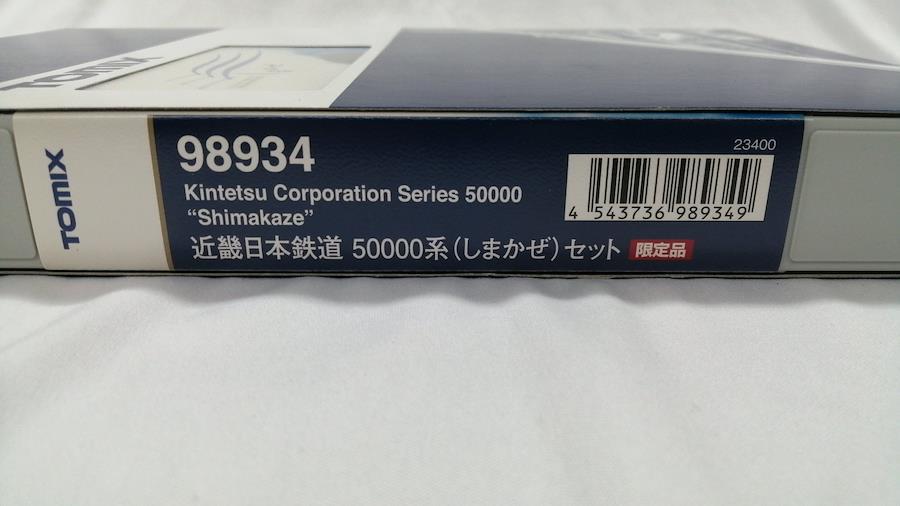 TOMIX
TOMIX
98934
23400
Kintetsu Corporation Series 50000
“Shimakaze”
近畿日本鉄道 50000系(しまかぜ)セット 限定品
4 543736 989349